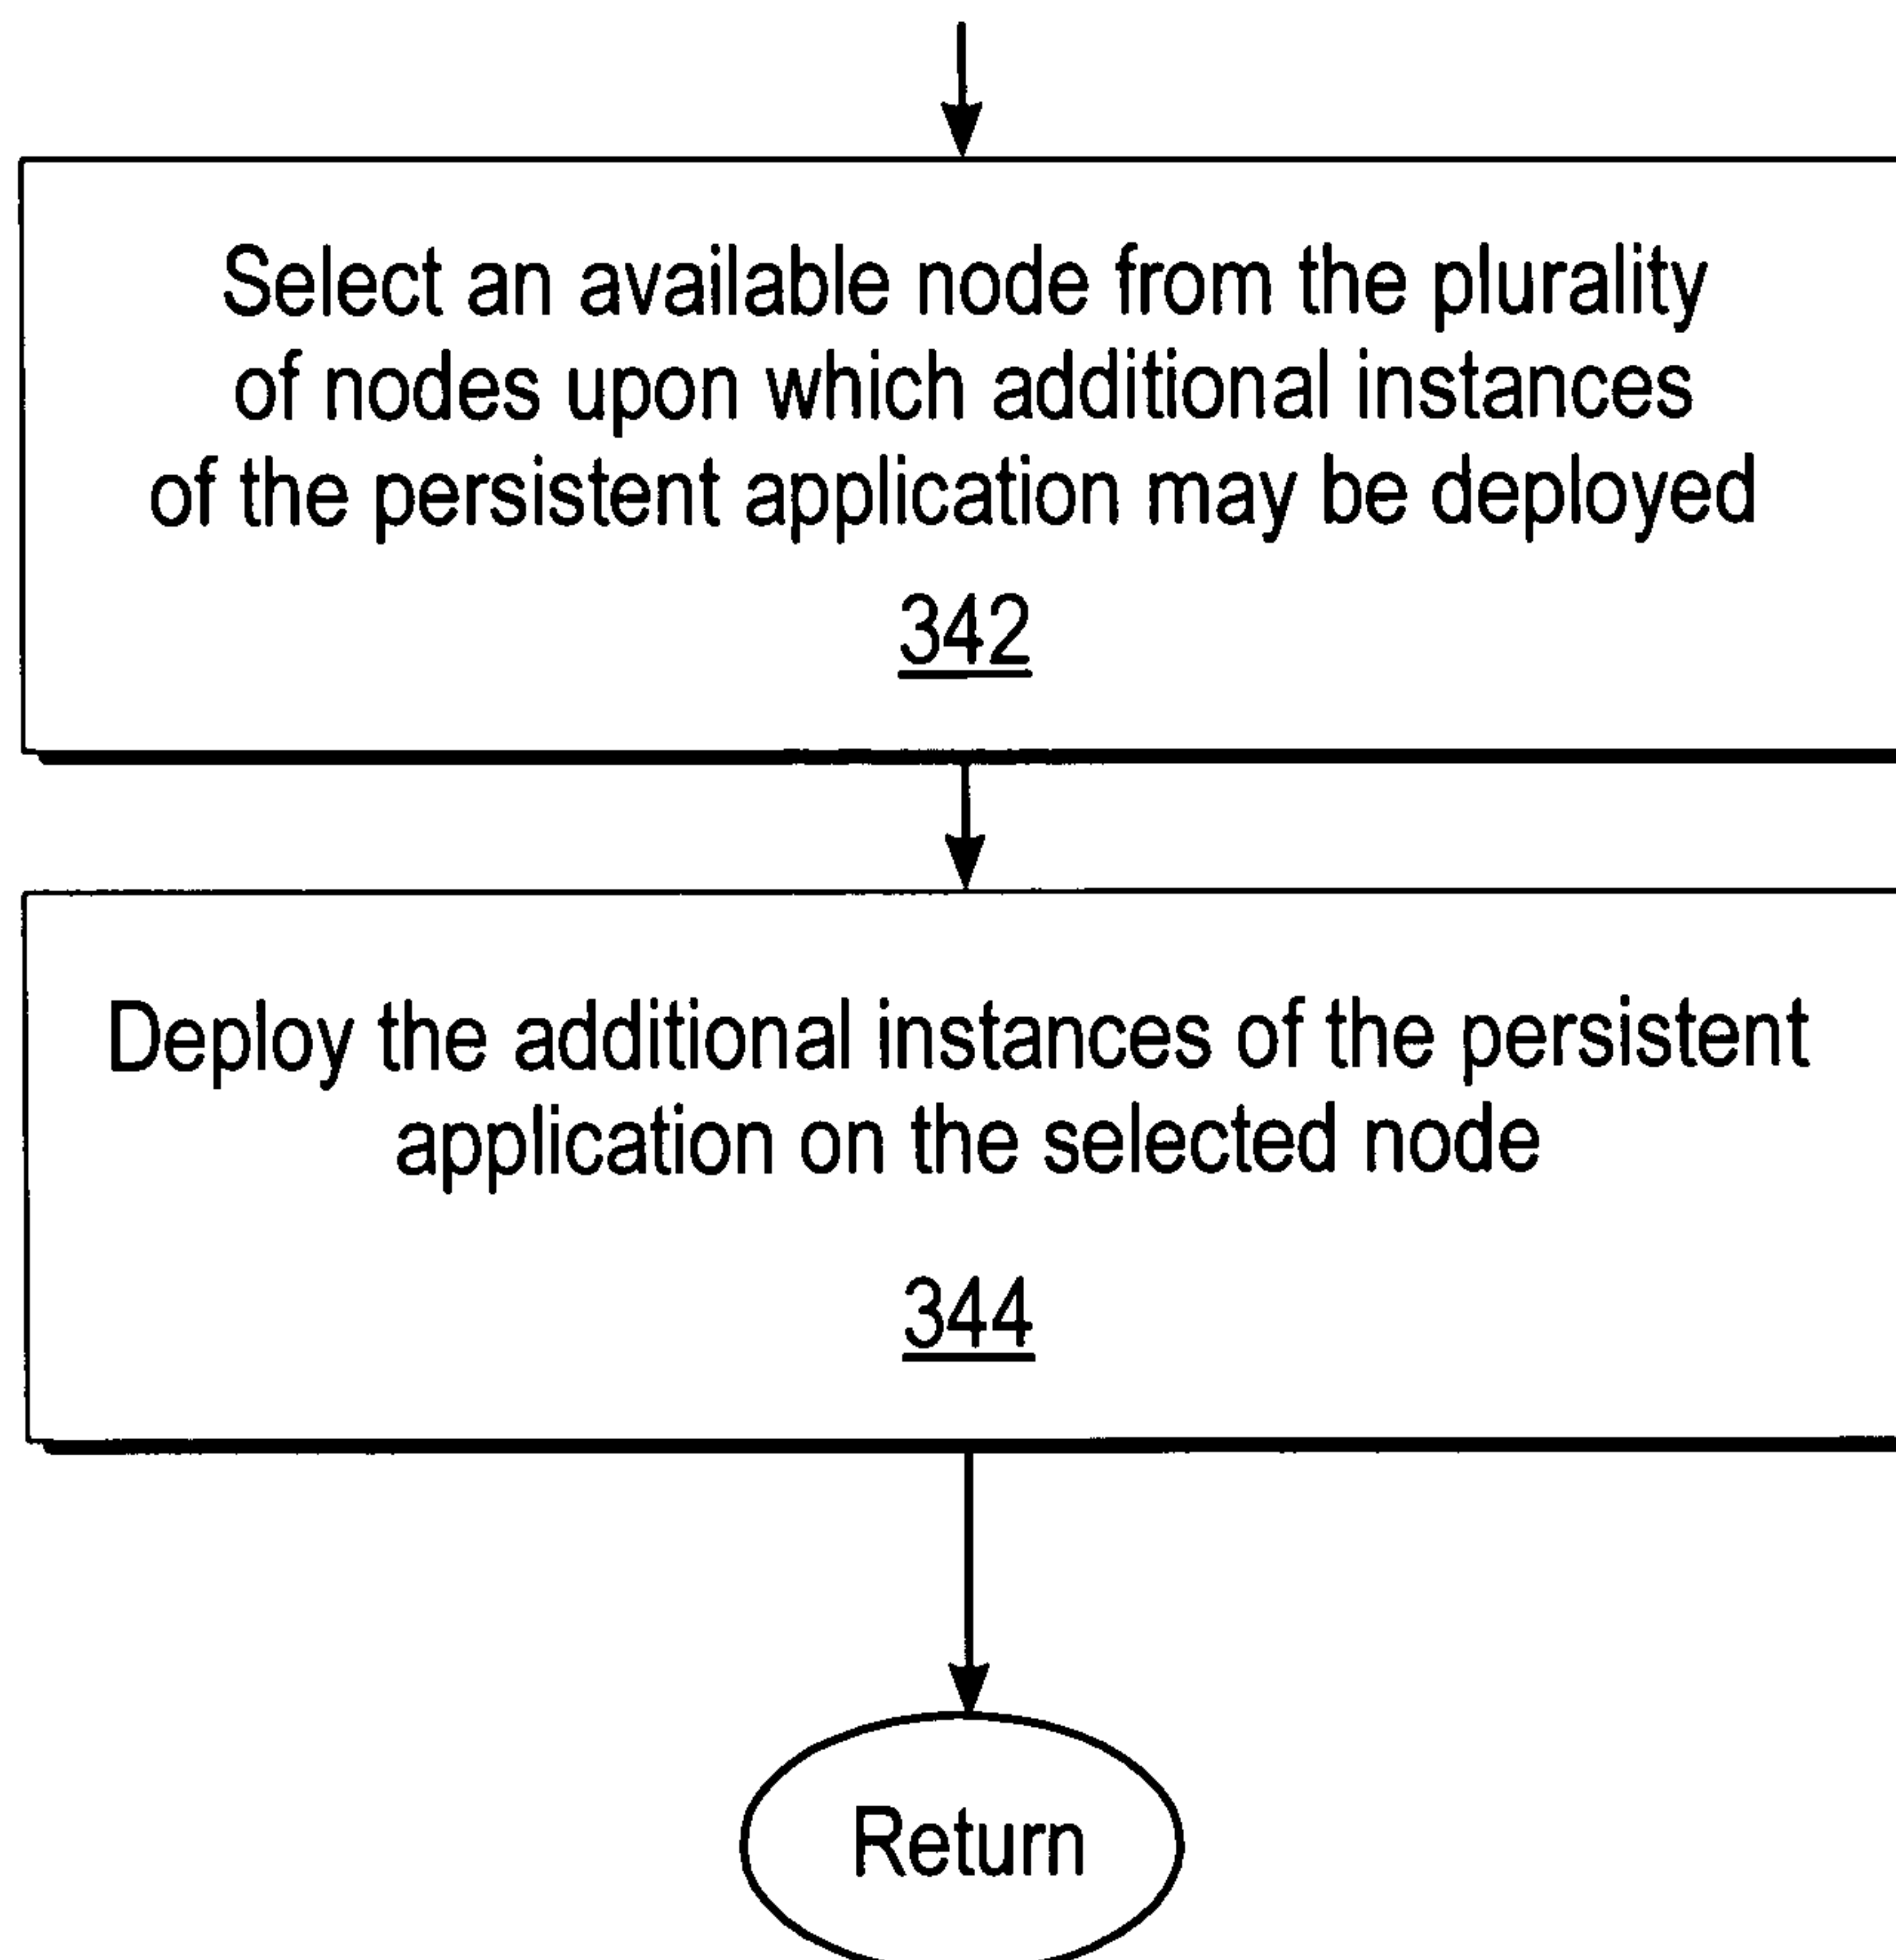 Select an available node from the plurality
of nodes upon which additional instances
of the persistent application may be deployed
342
Deploy the additional instances of the persistent
application on the selected node
344
Return